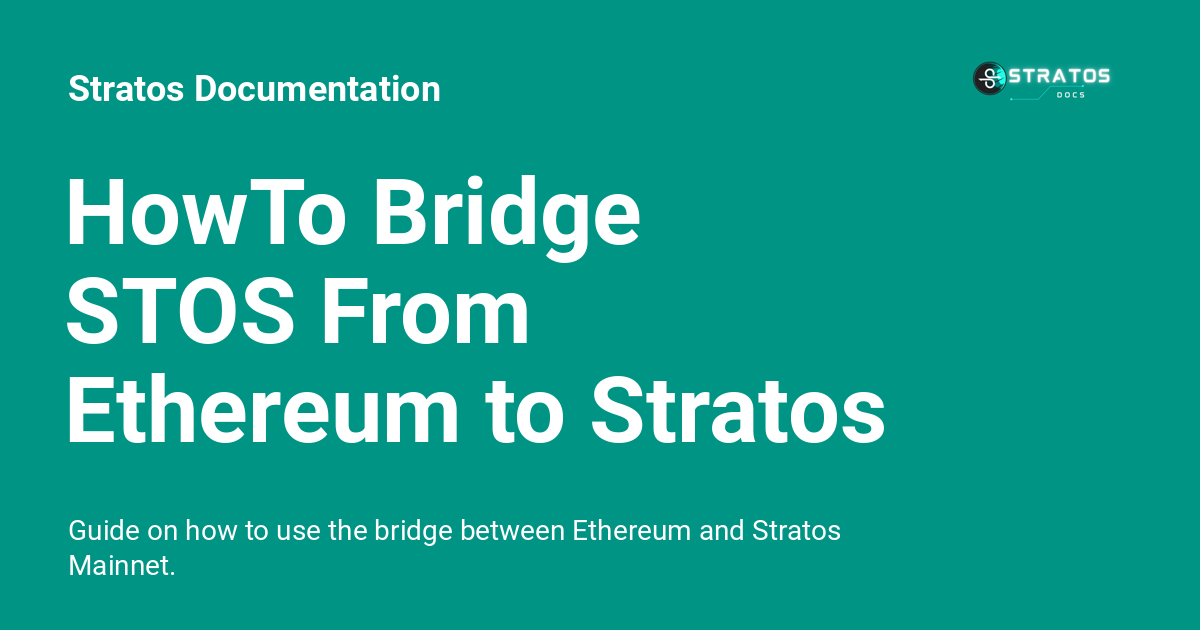 Stratos Documentation
STRATOS
DOCS
HowTo Bridge
STOS From
Ethereum to Stratos
Guide on how to use the bridge between Ethereum and Stratos
Mainnet.